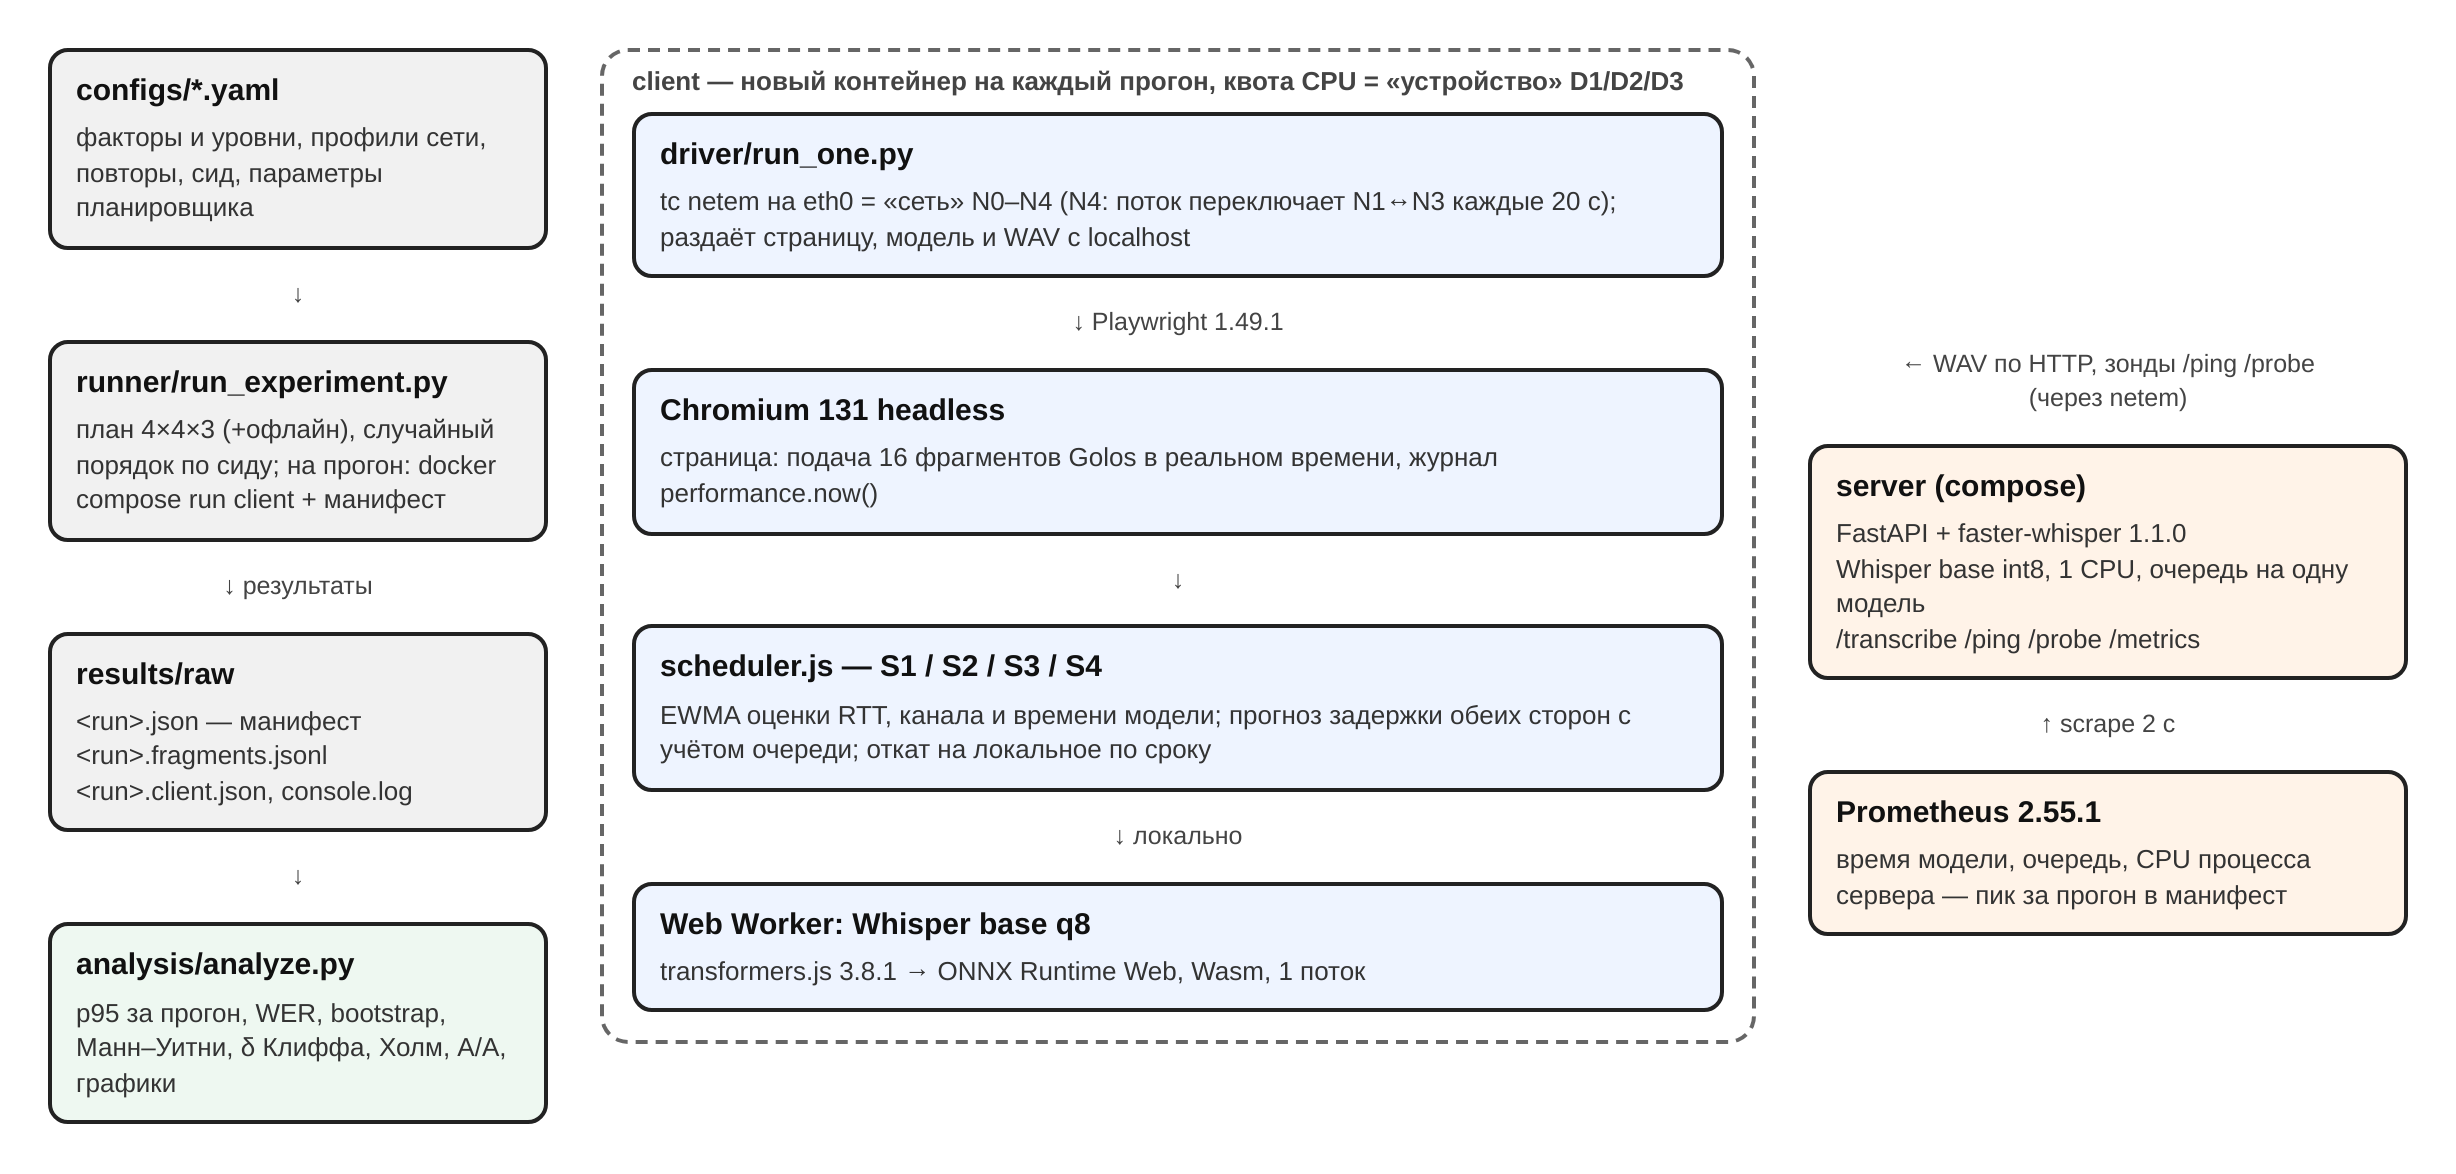 configs/*.yaml
факторы и уровни, профили сети,
повторы, сид, параметры
планировщика
↓
runner/run_experiment.py
план 4×4×3 (+офлайн), случайный
порядок по сиду; на прогон: docker
compose run client + манифест
↓ результаты
results/raw
<run>.json — манифест
<run>.fragments.jsonl
<run>.client.json, console.log
↓
analysis/analyze.py
p95 за прогон, WER, bootstrap,
Манн–Уитни, δ Клиффа, Холм, A/A,
графики
client — новый контейнер на каждый прогон, квота CPU = «устройство» D1/D2/D3
driver/run_one.py
tc netem на eth0 = «сеть» N0–N4 (N4: поток переключает N1↔N3 каждые 20 с);
раздаёт страницу, модель и WAV с localhost
↓ Playwright 1.49.1
Chromium 131 headless
страница: подача 16 фрагментов Golos в реальном времени, журнал
performance.now()
↓
scheduler.js — S1 / S2 / S3 / S4
EWMA оценки RTT, канала и времени модели; прогноз задержки обеих сторон с
учётом очереди; откат на локальное по сроку
↓ локально
Web Worker: Whisper base q8
transformers.js 3.8.1 → ONNX Runtime Web, Wasm, 1 поток
← WAV по HTTP, зонды /ping /probe
(через netem)
server (compose)
FastAPI + faster-whisper 1.1.0
Whisper base int8, 1 CPU, очередь на одну
модель
/transcribe /ping /probe /metrics
↑ scrape 2 с
Prometheus 2.55.1
время модели, очередь, CPU процесса
сервера — пик за прогон в манифест